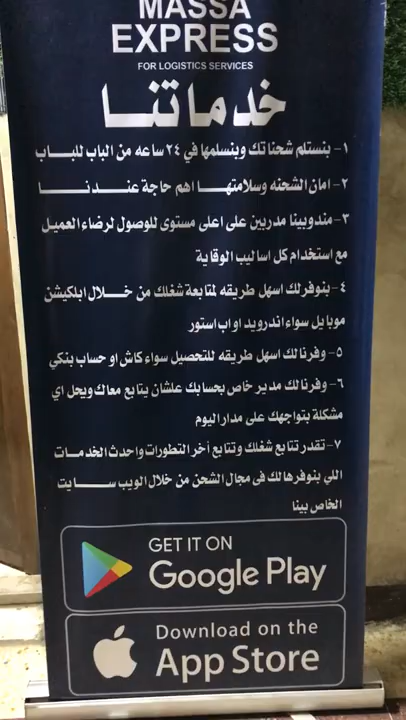 MASSA
EXPRESS
FOR LOGISTICS SERVICES
خدماتنا
١- بنستلم شحناتك وبنسلمها في ٢٤ ساعه من الباب للباب
٢- امان الشحنه وسلامتها اهم حاجة عندنا
٣- مندوبينا مدربين على اعلى مستوى للوصول لرضاء العميل
مع استخدام كل اساليب الوقاية
٤- بنوفرلك اسهل طريقه لمتابعة شغلك من خلال ابلكيشن
موبايل سواء اندرويد او اب استور
٥- وفرنالك اسهل طريقه للتحصيل سواء كاش او حساب بنكي
٦- وفرنالك مدير خاص بحسابك علشان يتابع معاك ويحل اي
مشكلة بتواجهك على مدار اليوم
٧- تقدر تتابع شغلك وتتابع أخر التطورات واحدث الخدمات
اللي بنوفرهالك في مجال الشحن من خلال الويب سايت
الخاص بينا
GET IT ON
Google Play
Download on the
App Store